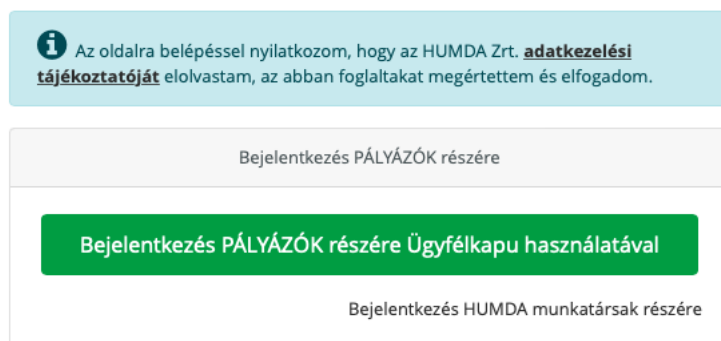 Az oldalra belépéssel nyilatkozom, hogy az HUMDA Zrt. adatkezelési
tájékoztatóját elolvastam, az abban foglaltakat megértettem és elfogadom.
Bejelentkezés PÁLYÁZÓK részére
Bejelentkezés PÁLYÁZÓK részére Ügyfélkapu használatával
Bejelentkezés HUMDA munkatársak részére